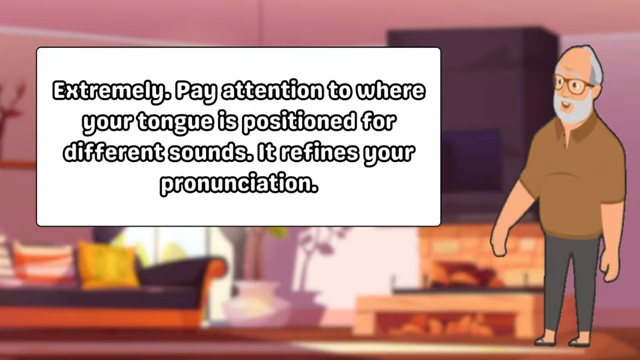 Extremely. Pay attention to where
your tongue is positioned for
different sounds. It refines your
pronunciation.